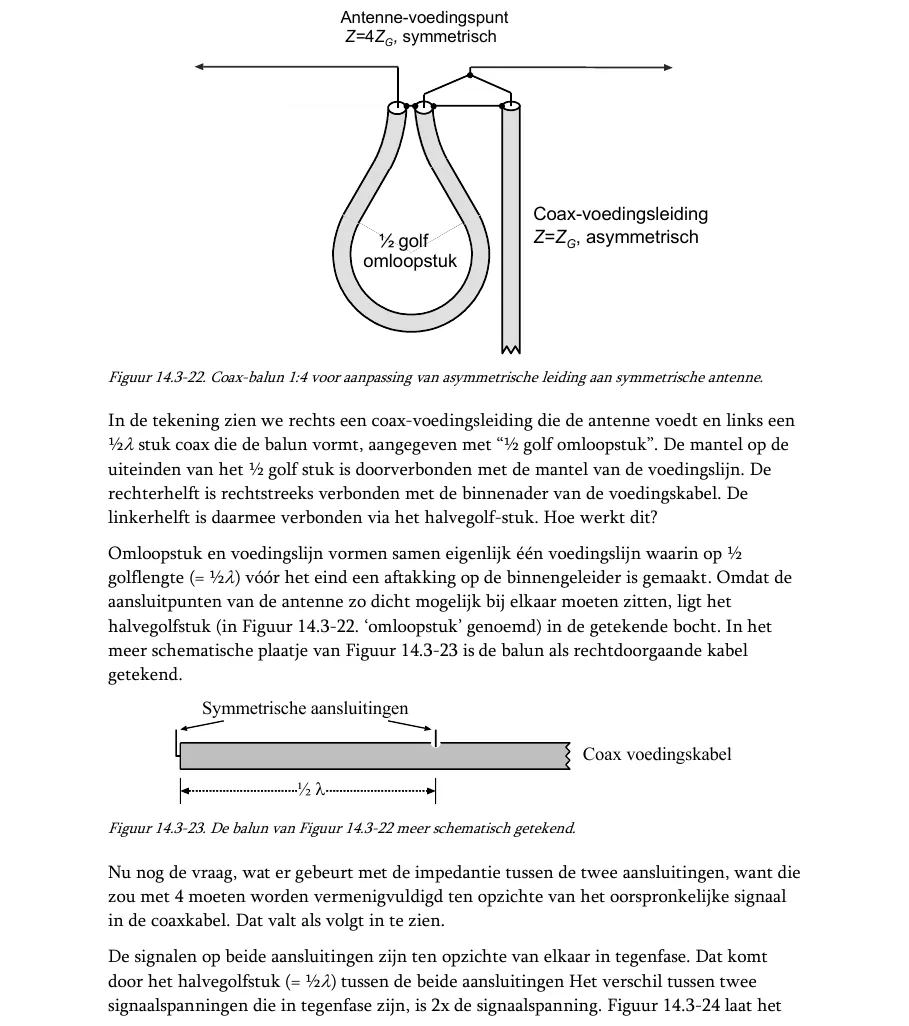 Antenne-voedingspunt
Z=4ZG, symmetrisch
Coax-voedingsleiding
Z=ZG, asymmetrisch
½ golf
omloopstuk
Figuur 14.3-22. Coax-balun 1:4 voor aanpassing van asymmetrische leiding aan symmetrische antenne.
In de tekening zien we rechts een coax-voedingsleiding die de antenne voedt en links een
½λ stuk coax die de balun vormt, aangegeven met “½ golf omloopstuk”. De mantel op de
uiteinden van het ½ golf stuk is doorverbonden met de mantel van de voedingslijn. De
rechterhelft is rechtstreeks verbonden met de binnenader van de voedingskabel. De
linkerhelft is daarmee verbonden via het halvegolf-stuk. Hoe werkt dit?
Omloopstuk en voedingslijn vormen samen eigenlijk één voedingslijn waarin op ½
golflengte (= ½λ) vóór het eind een aftakking op de binnengeleider is gemaakt. Omdat de
aansluitpunten van de antenne zo dicht mogelijk bij elkaar moeten zitten, ligt het
halvegolfstuk (in Figuur 14.3-22. ‘omloopstuk’ genoemd) in de getekende bocht. In het
meer schematische plaatje van Figuur 14.3-23 is de balun als rechtdoorgaande kabel
getekend.
Symmetrische aansluitingen
Coax voedingskabel
½ λ
Figuur 14.3-23. De balun van Figuur 14.3-22 meer schematisch getekend.
Nu nog de vraag, wat er gebeurt met de impedantie tussen de twee aansluitingen, want die
zou met 4 moeten worden vermenigvuldigd ten opzichte van het oorspronkelijke signaal
in de coaxkabel. Dat valt als volgt in te zien.
De signalen op beide aansluitingen zijn ten opzichte van elkaar in tegenfase. Dat komt
door het halvegolfstuk (= ½λ) tussen de beide aansluitingen Het verschil tussen twee
signaalspanningen die in tegenfase zijn, is 2x de signaalspanning. Figuur 14.3-24 laat het